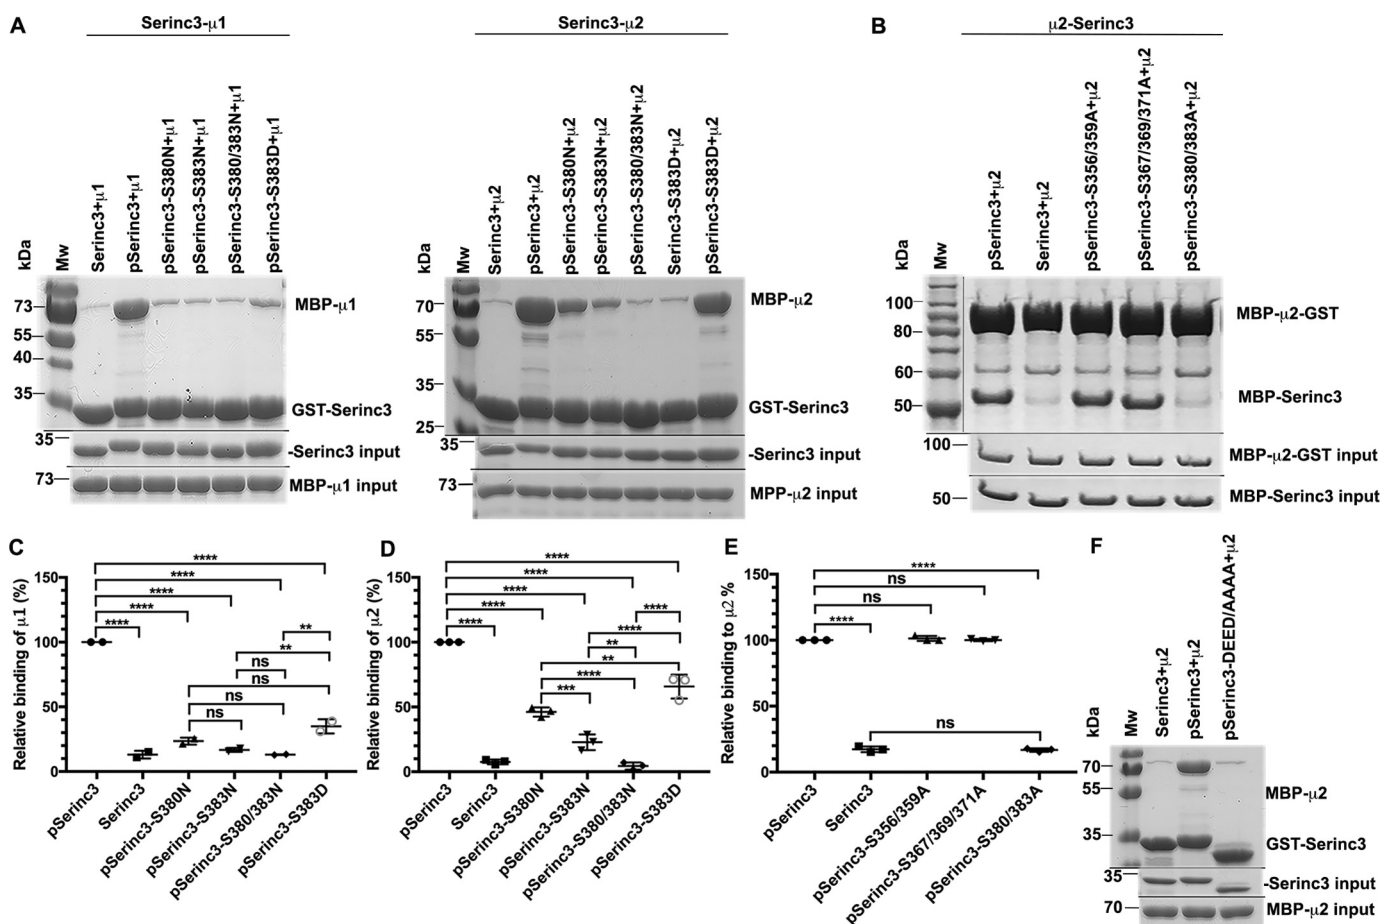 A
Serinc3-μ1
kDa
Mw
Serinc3+μ1
pSerinc3+μ1
pSerinc3-S380N+μ1
pSerinc3-S383N+μ1
pSerinc3-S380/383N+μ1
pSerinc3-S383D+μ1
73
55
40
35
MBP-μ1
GST-Serinc3
35
-Serinc3 input
73
MBP-μ1 input
Serinc3-μ2
kDa
Mw
Serinc3+μ2
pSerinc3+μ2
pSerinc3-S380N+μ2
pSerinc3-S383N+μ2
pSerinc3-S380/383N+μ2
pSerinc3-S383D+μ2
pSerinc3-S383D+μ2
70
55
35
25
MBP-μ2
GST-Serinc3
35
-Serinc3 input
73
MPP-μ2 input
B
μ2-Serinc3
kDa
Mw
pSerinc3+μ2
Serinc3+μ2
pSerinc3-S356/359A+μ2
pSerinc3-S367/369/371A+μ2
pSerinc3-S380/383A+μ2
100
80
60
50
MBP-μ2-GST
MBP-Serinc3
100
MBP-μ2-GST input
50
MBP-Serinc3 input
C
Relative binding of μ1 (%)
150
100
50
0
****
****
****
****
****
**
**
ns
ns
ns
ns
pSerinc3
Serinc3
pSerinc3-S380N
pSerinc3-S383N
pSerinc3-S380/383N
pSerinc3-S383D
D
Relative binding of μ2 (%)
150
100
50
0
****
****
****
****
****
****
****
**
**
****
***
pSerinc3
Serinc3
pSerinc3-S380N
pSerinc3-S383N
pSerinc3-S380/383N
pSerinc3-S383D
E
Relative binding to μ2 %
150
100
50
0
****
ns
ns
****
ns
pSerinc3
Serinc3
pSerinc3-S356/359A
pSerinc3-S367/369/371A
pSerinc3-S380/383A
F
kDa
Mw
Serinc3+μ2
pSerinc3+μ2
pSerinc3-DEED/AAAA+μ2
70
55
35
MBP-μ2
GST-Serinc3
35
-Serinc3 input
70
MBP-μ2 input